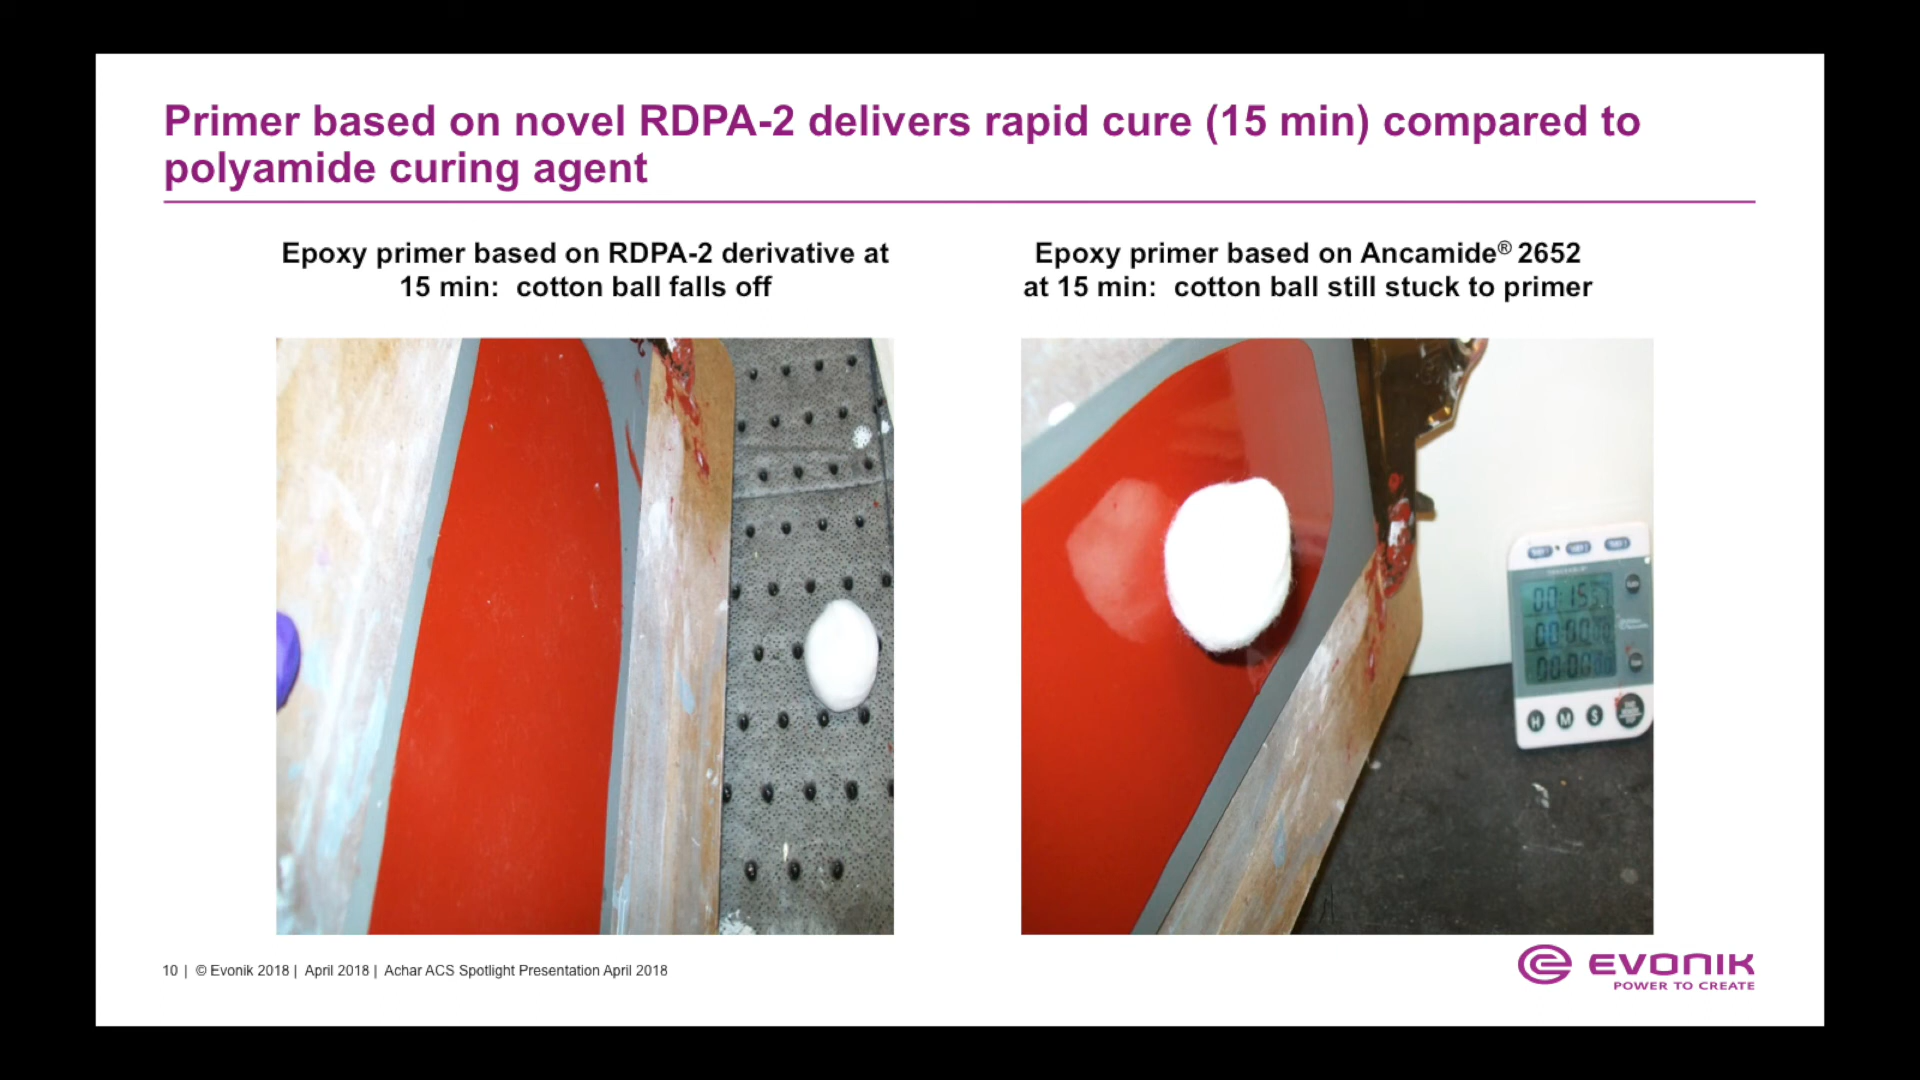 Primer based on novel RDPA-2 delivers rapid cure (15 min) compared to
polyamide curing agent
Epoxy primer based on RDPA-2 derivative at
15 min: cotton ball falls off
Epoxy primer based on Ancamide® 2652
at 15 min: cotton ball still stuck to primer
H M S
10 | © Evonik 2018 | April 2018 | Achar ACS Spotlight Presentation April 2018
EVONIK
POWER TO CREATE